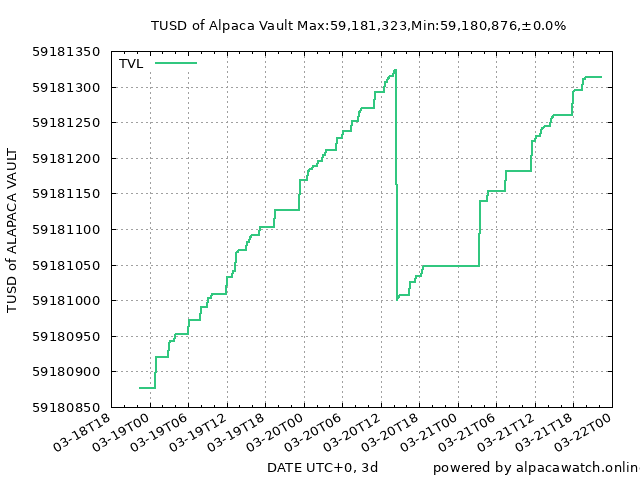 TUSD of Alpaca Vault Max:59,181,323,Min:59,180,876,±0.0%
TVL
59181350
59181300
59181250
59181200
59181150
59181100
59181050
59181000
59180950
59180900
59180850
TUSD of ALAPACA VAULT
03-18T18
03-19T00
03-19T06
03-19T12
03-19T18
03-20T00
03-20T06
03-20T12
03-20T18
03-21T00
03-21T06
03-21T12
03-21T18
03-22T00
DATE UTC+0, 3d
powered by alpacawatch.online